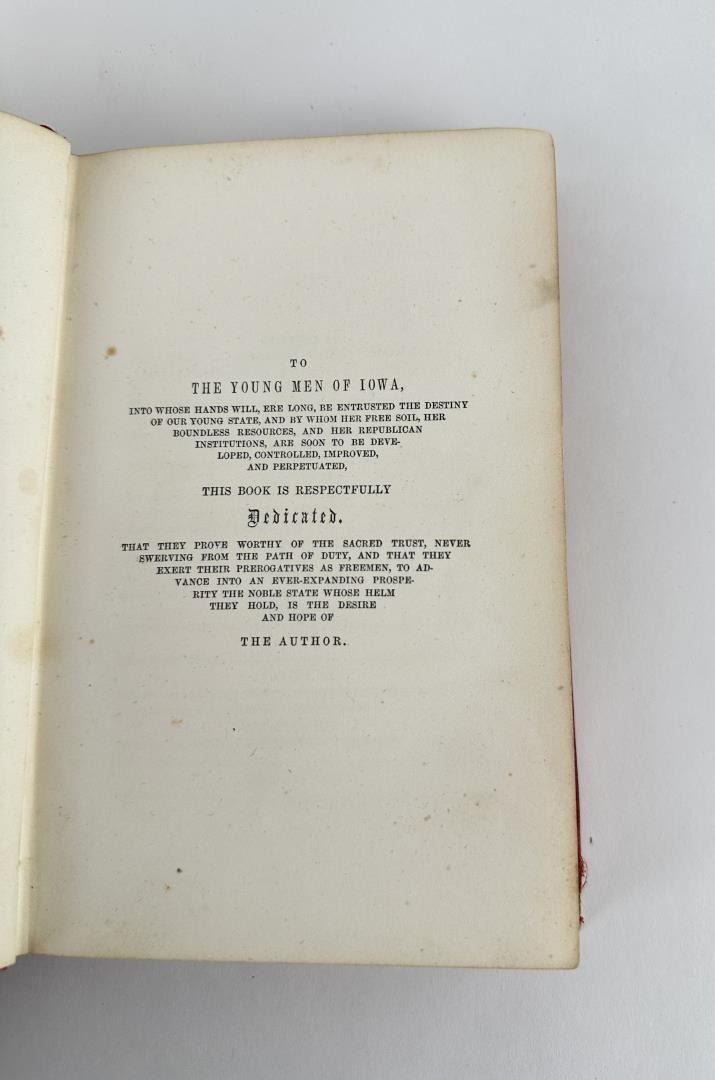 TO
THE YOUNG MEN OF IOWA,
INTO WHOSE HANDS WILL, ERE LONG, BE ENTRUSTED THE DESTINY
OF OUR YOUNG STATE, AND BY WHOM HER FREE SOIL, HER
BOUNDLESS RESOURCES, AND HER REPUBLICAN
INSTITUTIONS, ARE SOON TO BE DEVE-
LOPED, CONTROLLED, IMPROVED,
AND PERPETUATED,
THIS BOOK IS RESPECTFULLY
Dedicated.
THAT THEY PROVE WORTHY OF THE SACRED TRUST, NEVER
SWERVING FROM THE PATH OF DUTY, AND THAT THEY
EXERT THEIR PREROGATIVES AS FREEMEN, TO AD-
VANCE INTO AN EVER-EXPANDING PROSPE-
RITY THE NOBLE STATE WHOSE HELM
THEY HOLD, IS THE DESIRE
AND HOPE OF
THE AUTHOR.